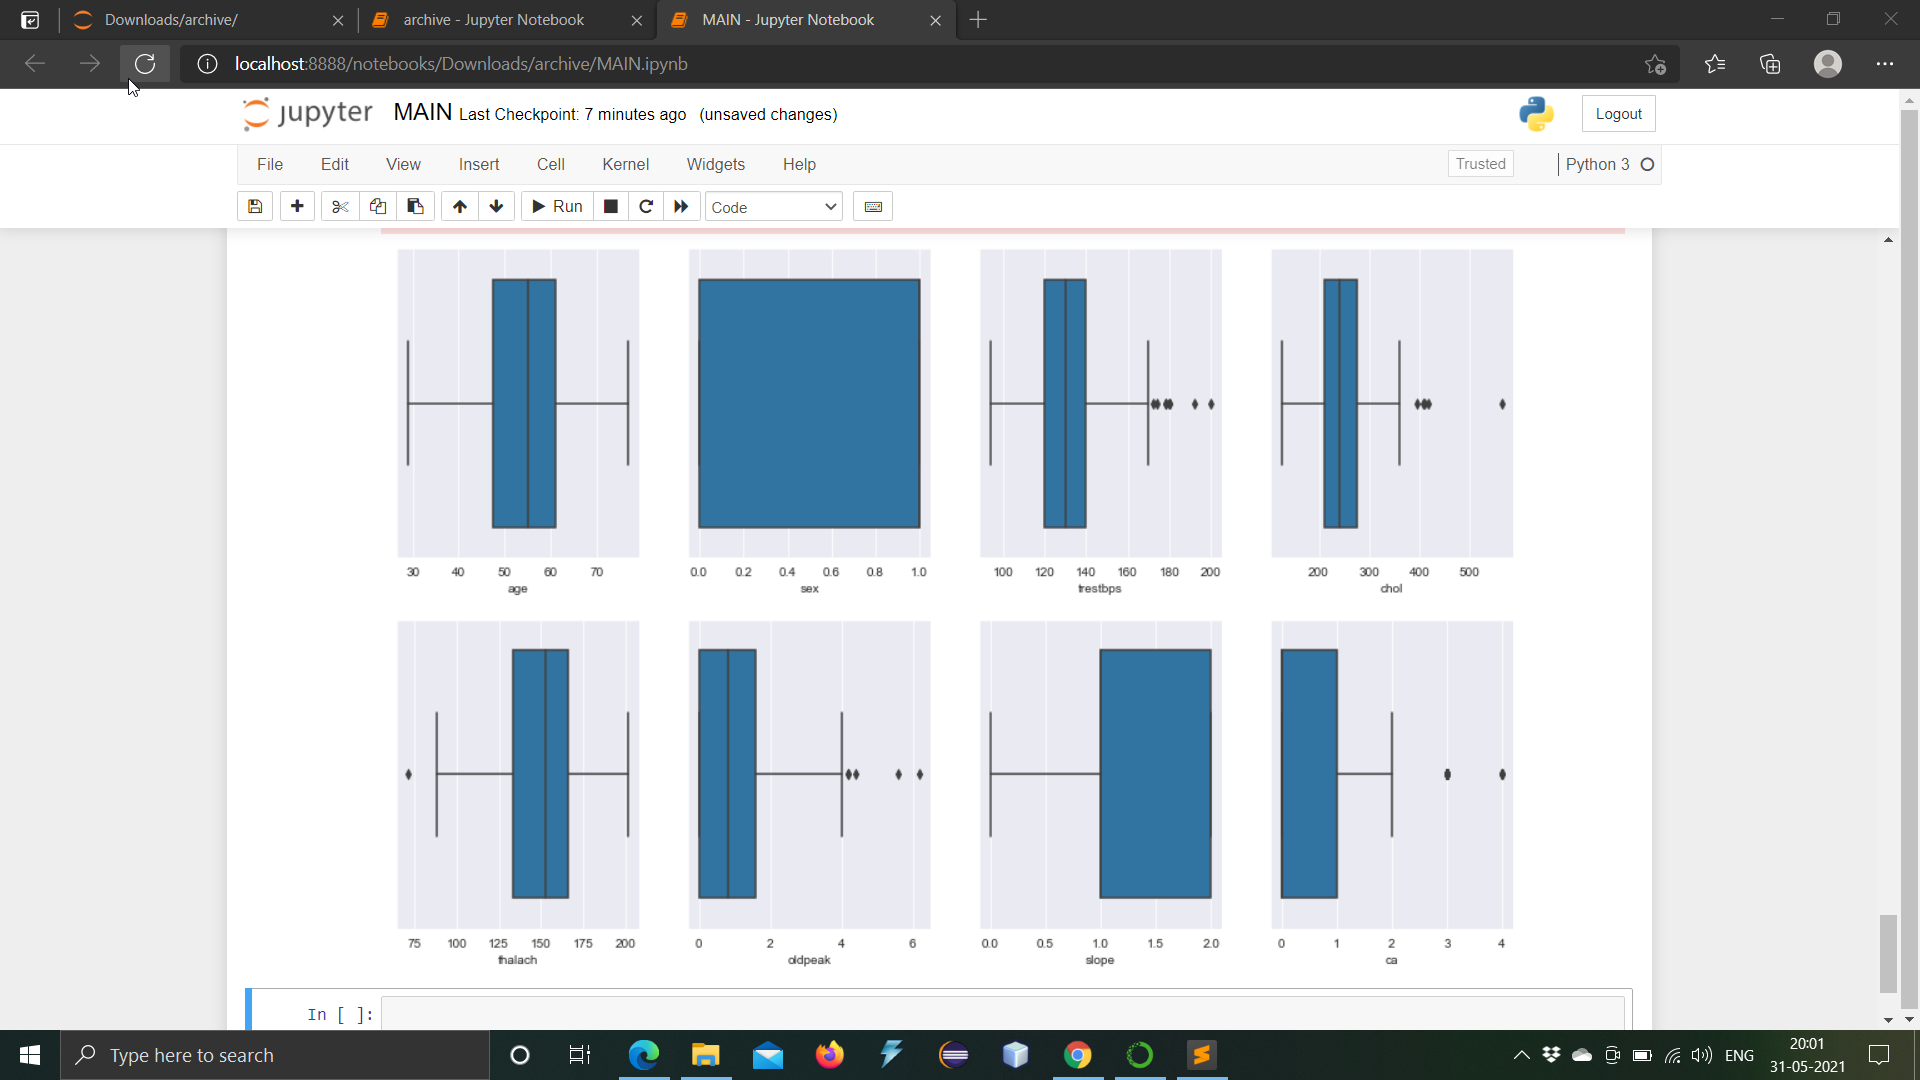 Downloads/archive/
archive - Jupyter Notebook
MAIN - Jupyter Notebook
localhost:8888/notebooks/Downloads/archive/MAIN.ipynb
jupyter MAIN Last Checkpoint: 7 minutes ago (unsaved changes)
Logout
File Edit View Insert Cell Kernel Widgets Help
Trusted
Python 3
Run
Code
30 40 50 60 70
age
0.0 0.2 0.4 0.6 0.8 1.0
sex
100 120 140 160 180 200
trestbps
200 300 400 500
chol
75 100 125 150 175 200
thalach
0 2 4 6
oldpeak
0.0 0.5 1.0 1.5 2.0
slope
0 1 2 3 4
ca
In [ ]:
Type here to search
ENG
20:01
31-05-2021